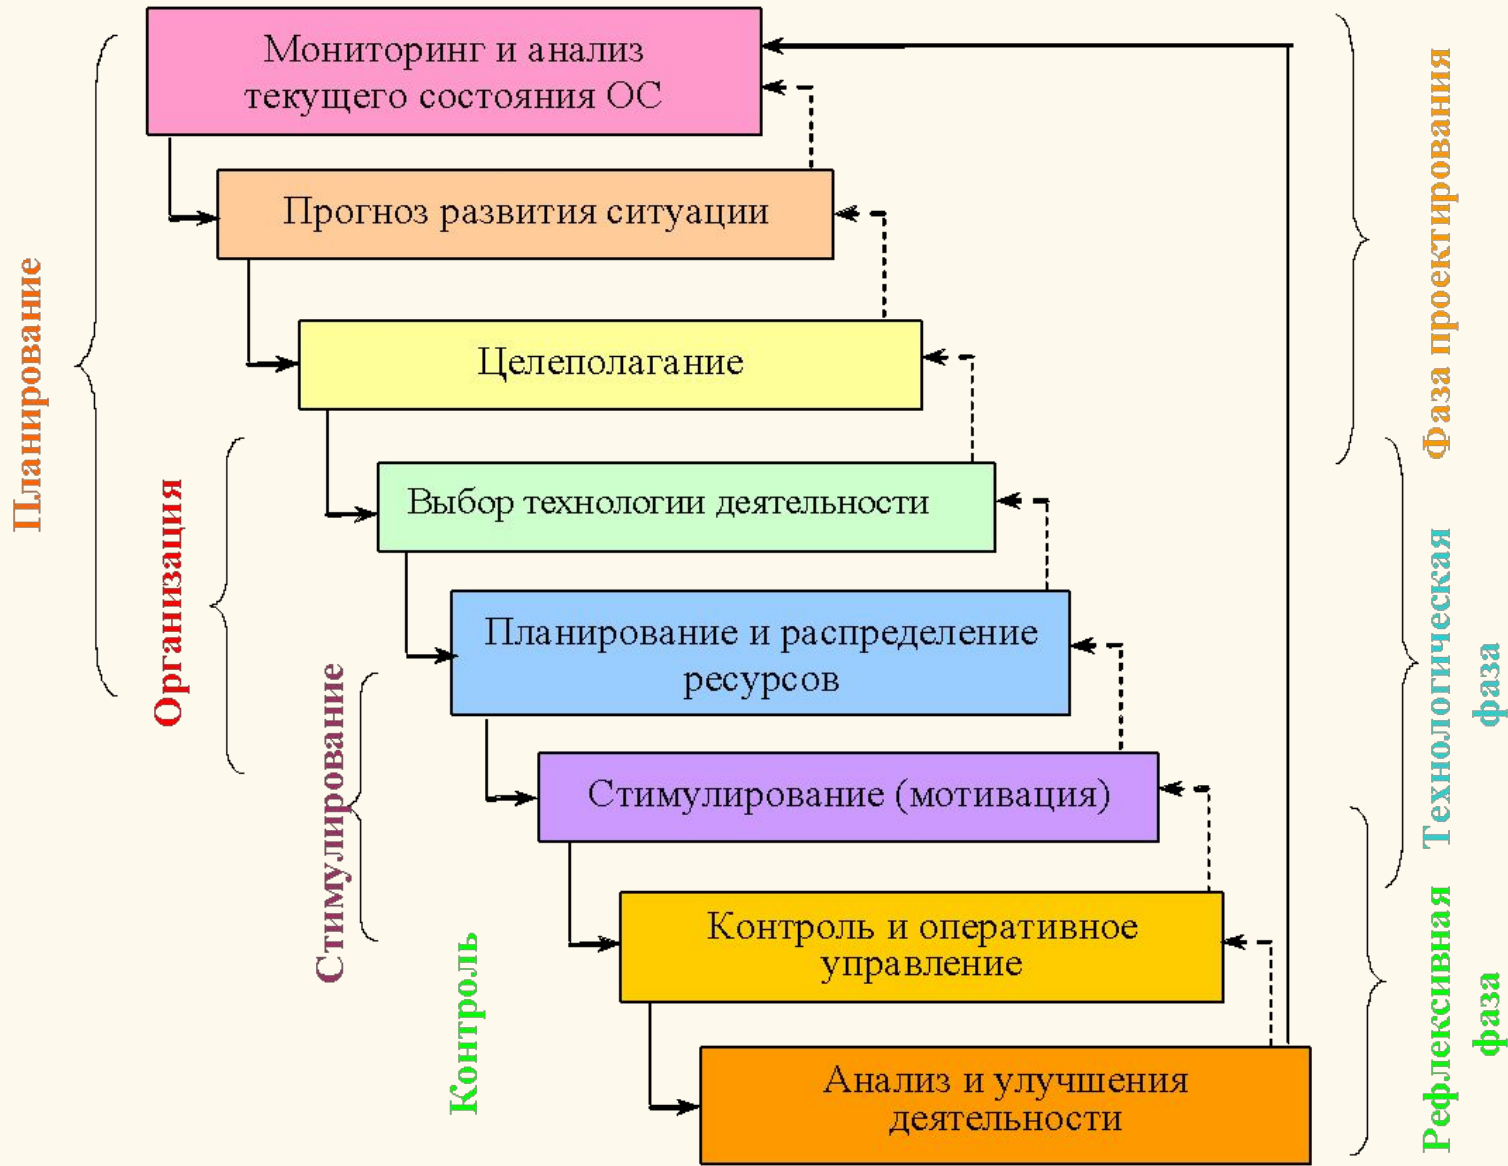 Мониторинг и анализ
текущего состояния ОС
Прогноз развития ситуации
Целеполагание
Выбор технологии деятельности
Планирование и распределение
ресурсов
Стимулирование (мотивация)
Контроль и оперативное
управление
Анализ и улучшения
деятельности
Планирование
Организация
Стимулирование
Контроль
Фаза проектирования
Технологическая
фаза
Рефлексивная
фаза